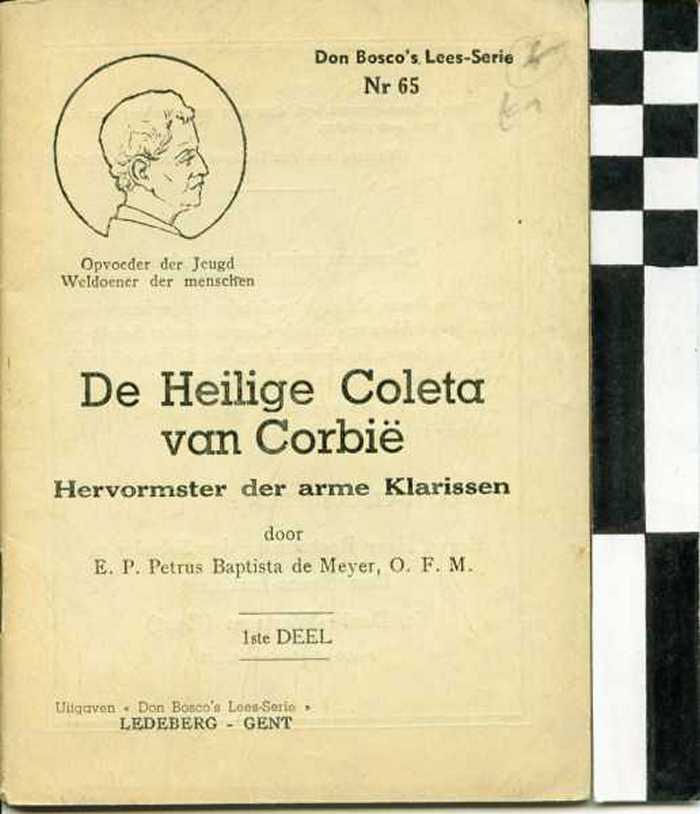 Don Bosco's Lees-Serie
Nr 65
Opvoeder der Jeugd
Weldoener der menschen
De Heilige Coleta
van Corbië
Hervormster der arme Klarissen
door
E. P. Petrus Baptista de Meyer, O. F. M.
1ste DEEL
Uitgaven « Don Bosco's Lees-Serie »
LEDEBERG - GENT